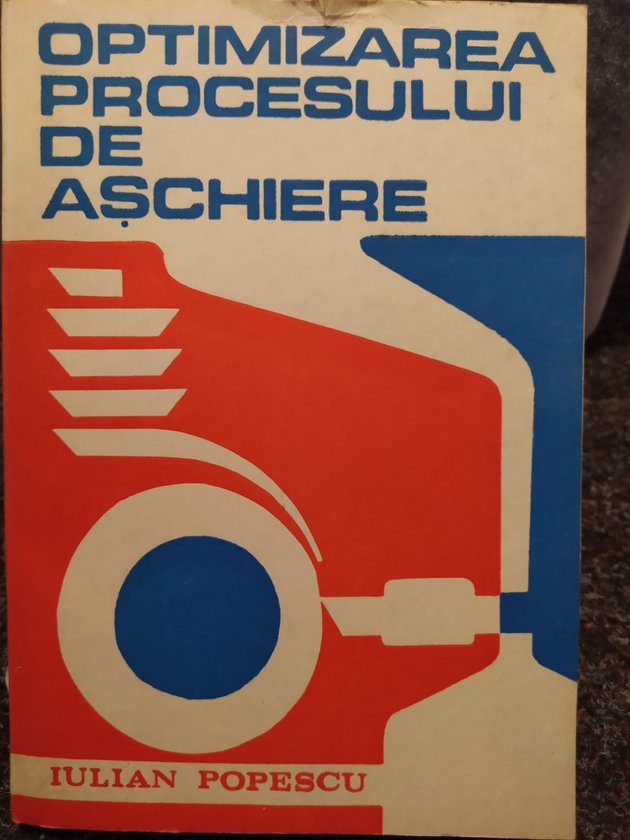 OPTIMIZAREA
PROCESULUI
DE
AȘCHIERE
IULIAN POPESCU